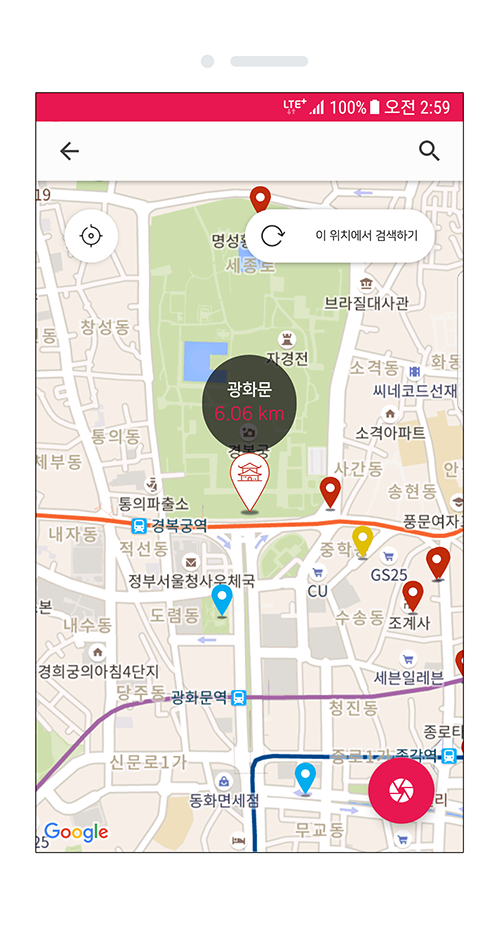 LTE+ 100% 오전 2:59
19
이 위치에서 검색하기
세종로
브라질대사관
창성동
동
자경전
소격동
화동
씨네코드선재
광화문
6.06 km
통의동
경복궁
소격아파트
체부동
사간동
안
송현동
통의파출소
경복궁역
풍문여자고
내자동
적선동
중학동
GS25
정부서울청사우체국
CU
본
내수동
도렴동
수송동
조계사
경희궁의아침4단지
세븐일레븐
당주동
광화문역
청진동
종로타
신문로1가
종로1가
종각역
동화면세점
리
무교동
25
Google